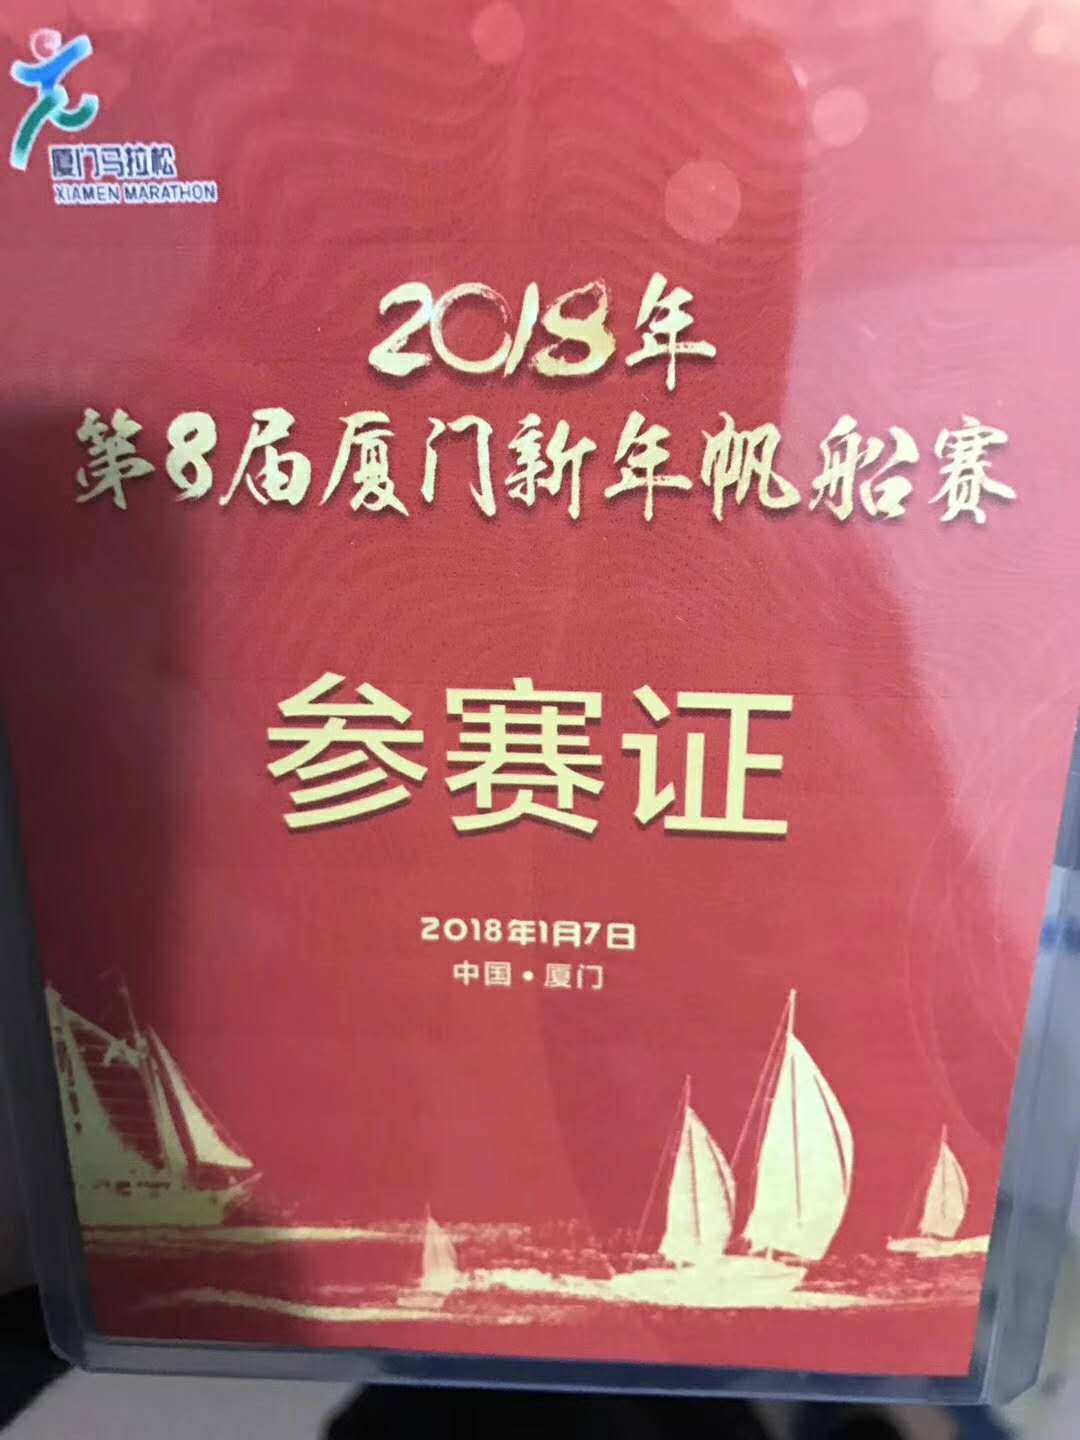 厦门马拉松
XIAMEN MARATHON
2018年
第8届厦门新年帆船赛
参赛证
2018年1月7日
中国·厦门